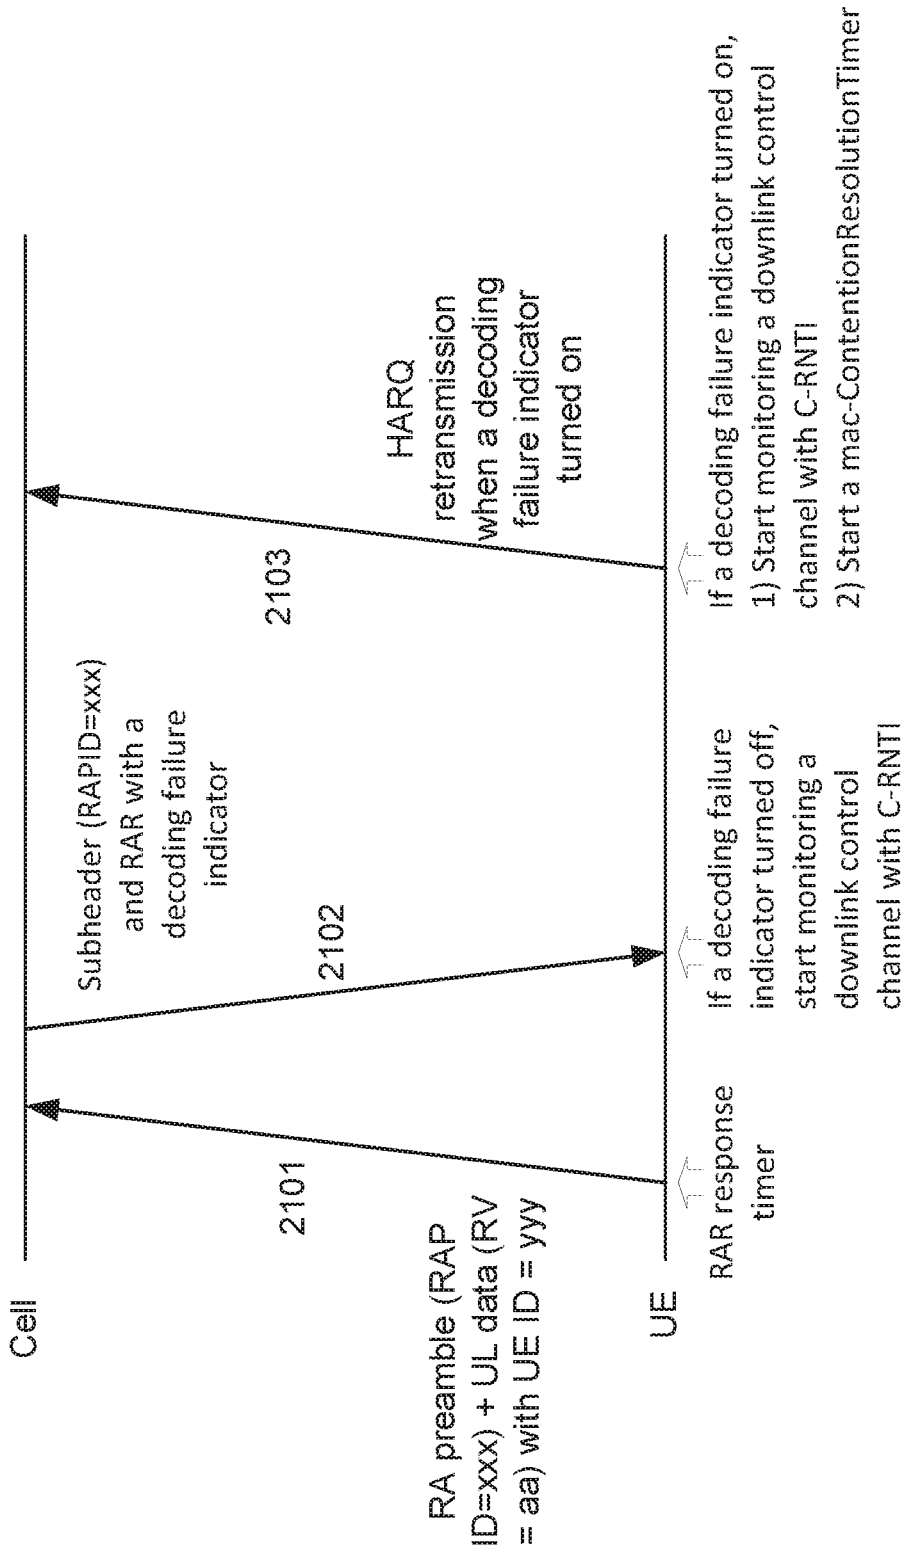 Cell
Subheader (RAPID=xxx)
and RAR with a
decoding failure
indicator
2101
2102
2103
RA preamble (RAP
ID=xxx) + UL data (RV
= aa) with UE ID = yyy
HARQ
retransmission
when a decoding
failure indicator
turned on
UE
RAR response
timer
If a decoding failure
indicator turned off,
start monitoring a
downlink control
channel with C-RNTI
If a decoding failure indicator turned on,
1) Start monitoring a downlink control
channel with C-RNTI
2) Start a mac-ContentionResolutionTimer